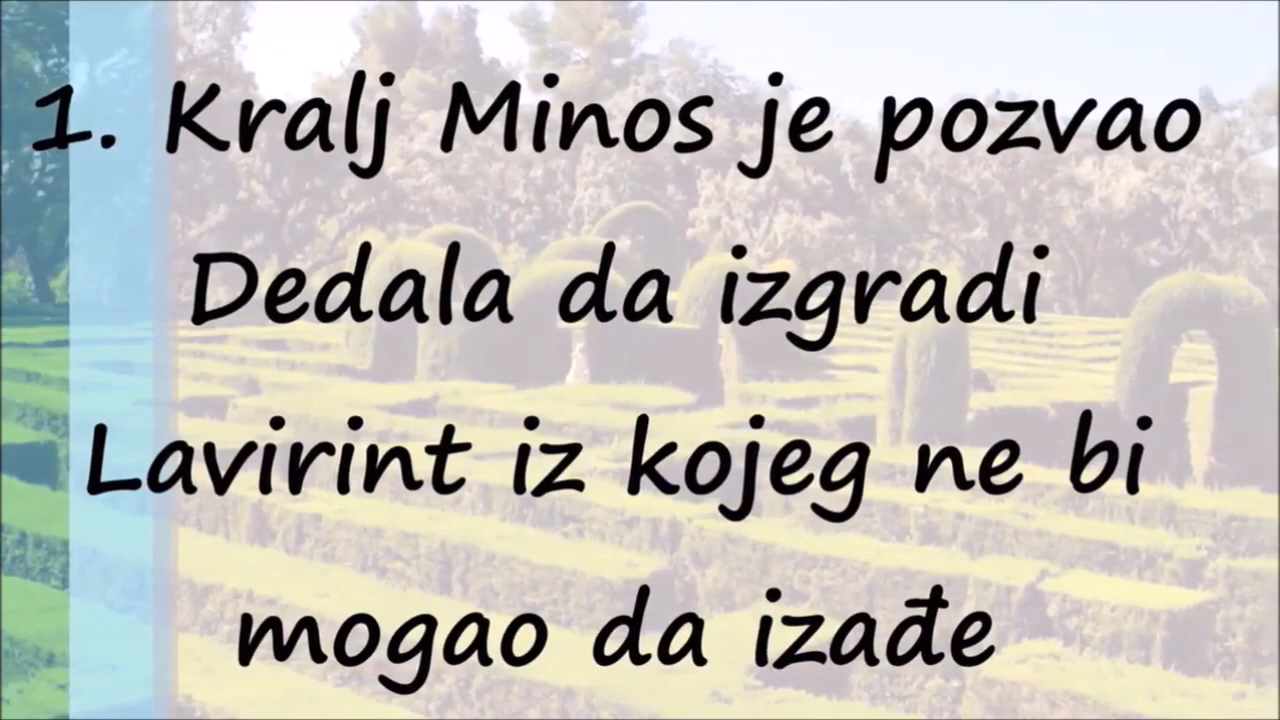 1. Kralj Minos je pozvao
Dedala da izgradi
Lavirint iz kojeg ne bi
mogao da izađe